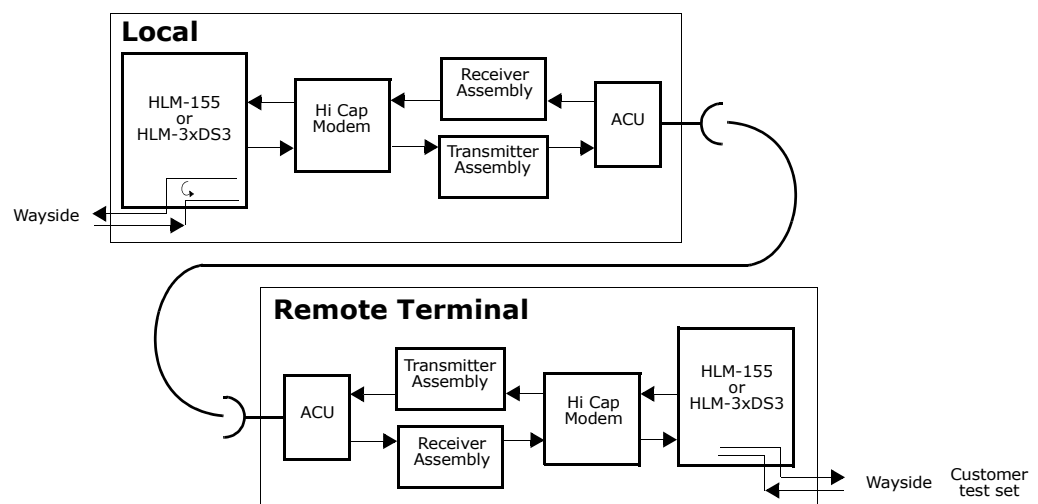 Local
HLM-155
or
HLM-3xDS3
Hi Cap
Modem
Receiver
Assembly
Transmitter
Assembly
ACU
Wayside
Remote Terminal
ACU
Transmitter
Assembly
Receiver
Assembly
Hi Cap
Modem
HLM-155
or
HLM-3xDS3
Wayside
Customer
test set